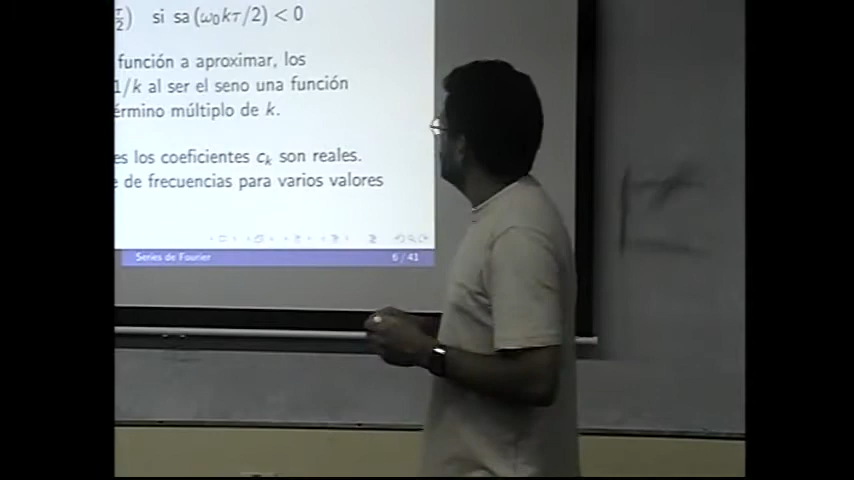 τ/2) si sa(ω₀kτ/2) < 0
función a aproximar, los
1/k al ser el seno una función
érmino múltiplo de k.
es los coeficientes cₖ son reales.
e de frecuencias para varios valores
Series de Fourier 6 / 41